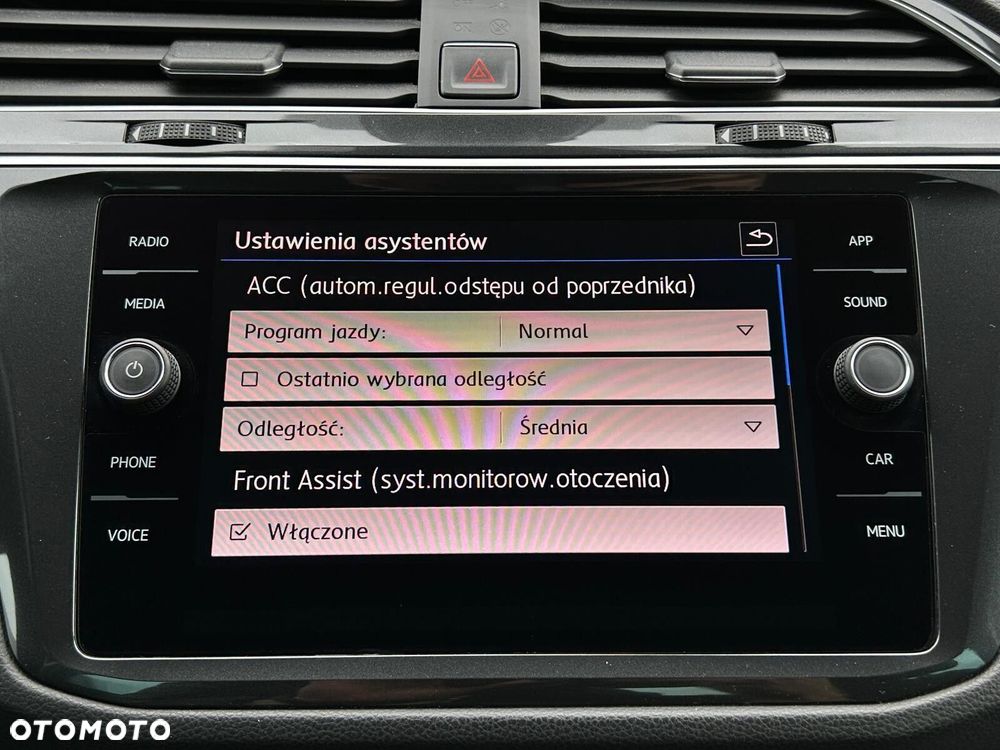 RADIO
MEDIA
PHONE
VOICE
Ustawienia asystentów
ACC (autom.regul.odstępu od poprzednika)
Program jazdy: Normal
Ostatnio wybrana odległość
Odległość: Średnia
Front Assist (syst.monitorow.otoczenia)
Włączone
APP
SOUND
CAR
MENU
OTOMOTO